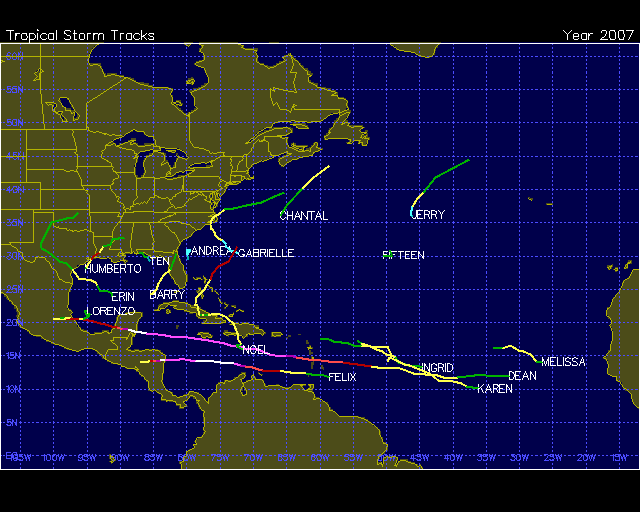 Tropical Storm Tracks Year 2007
55N
50N
45N
40N
CHANTAL JERRY
35N
ANDREA GABRIELLE
30N TEN FIFTEEN
HUMBERTO
25N ERIN BARRY
LORENZO
20N
NOEL
15N INGRID MELISSA
FELIX DEAN
10N KAREN
5N
EQ
105W 100W 95W 90W 85W 80W 75W 70W 65W 60W 55W 50W 45W 40W 35W 30W 25W 20W 15W